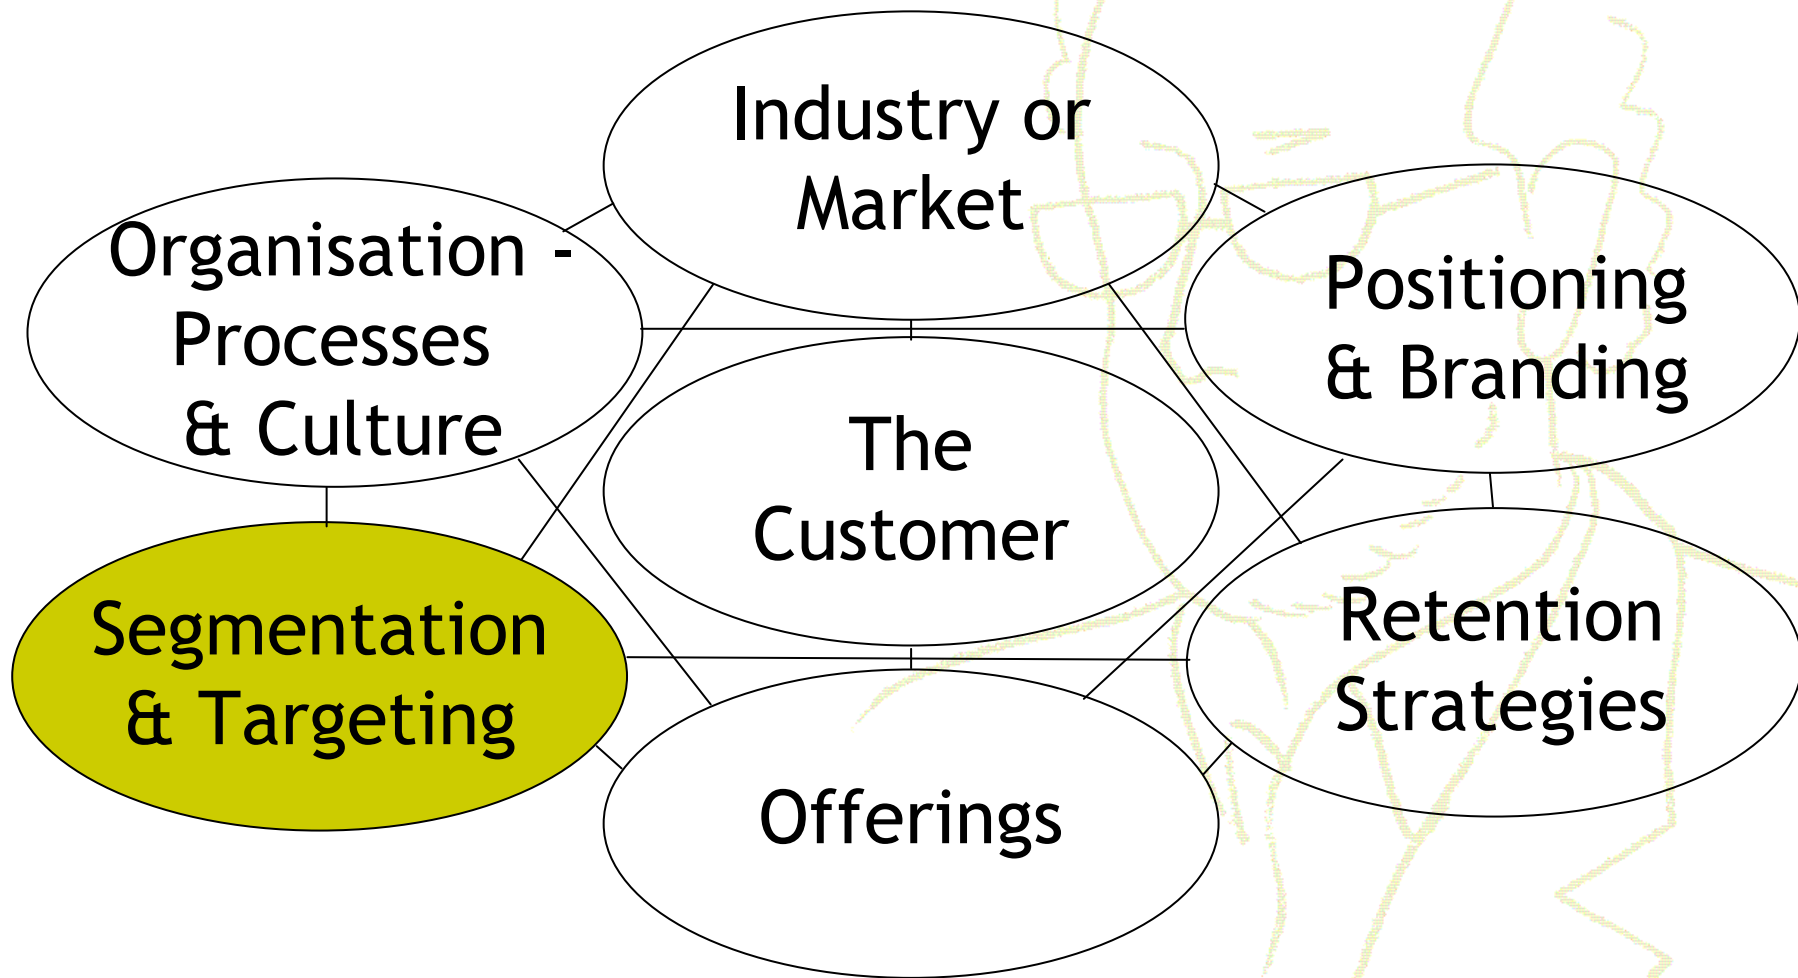 Industry or
Market
Organisation -
Processes
& Culture
Positioning
& Branding
The
Customer
Segmentation
& Targeting
Retention
Strategies
Offerings